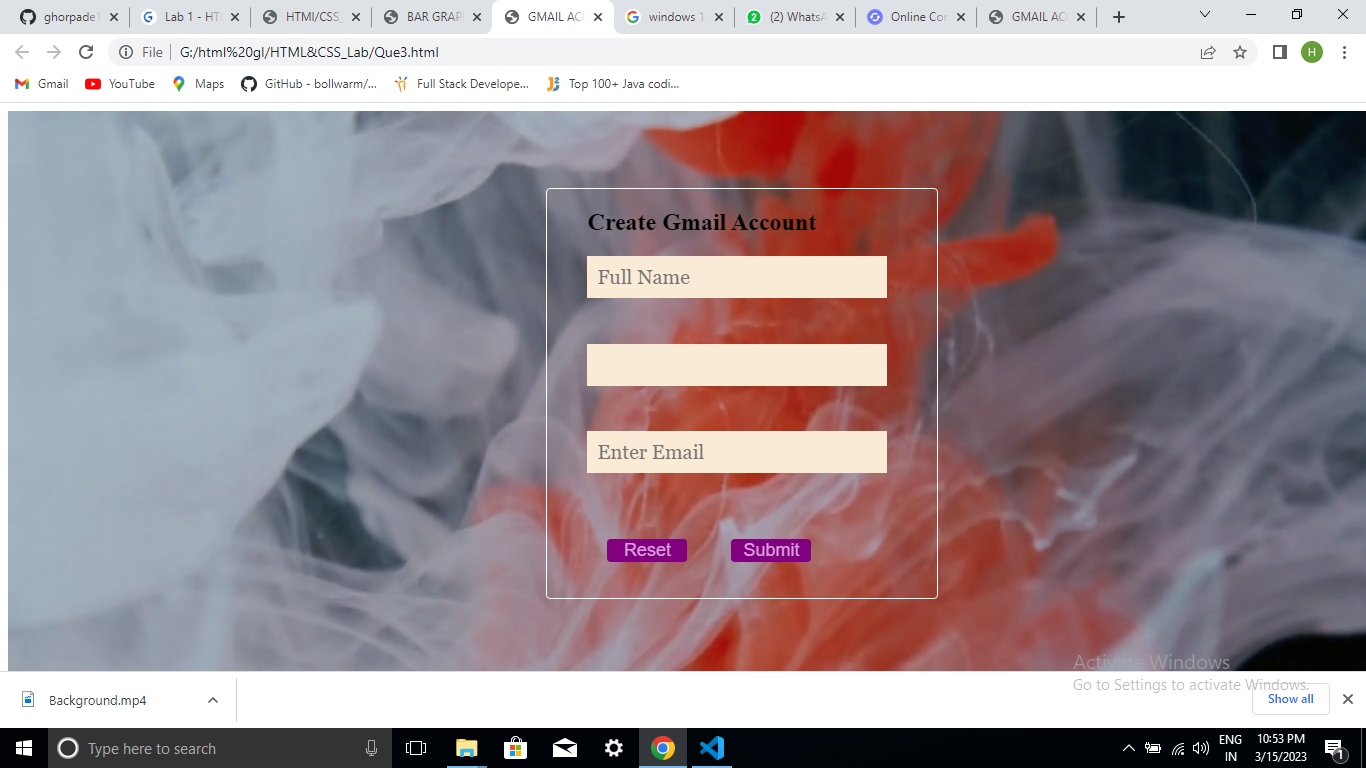 ghorpade1
Lab 1 - HT
HTML/CSS_
BAR GRAP
GMAIL AC
windows 1
(2) Whats
Online Co
GMAIL AC
File | G:/html%20gl/HTML&CSS_Lab/Que3.html
H
Gmail
YouTube
Maps
GitHub - bollwarm/...
Full Stack Develope...
Top 100+ Java codi...
Create Gmail Account
Full Name
Enter Email
Reset
Submit
Activate Windows
Go to Settings to activate Windows.
Background.mp4
Show all
Type here to search
ENG
IN
10:53 PM
3/15/2023
1